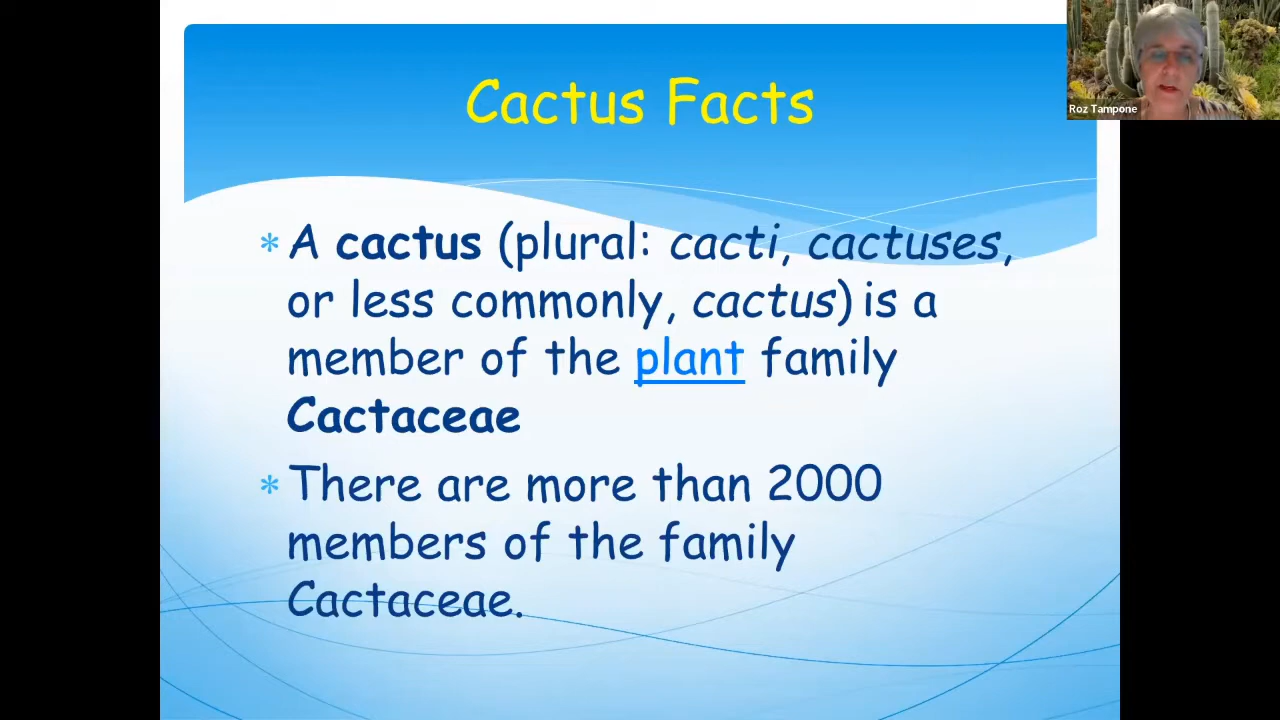 Cactus Facts
Roz Tampone
* A cactus (plural: cacti, cactuses,
or less commonly, cactus) is a
member of the plant family
Cactaceae
* There are more than 2000
members of the family
Cactaceae.